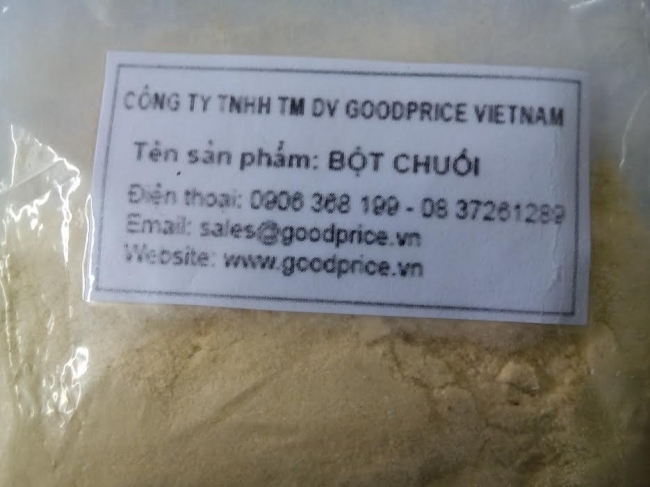 CÔNG TY TNHH TM DV GOODPRICE VIETNAM
Tên sản phẩm: BỘT CHUỐI
Điện thoại: 0906 368 199 - 08 37261289
Email: sales@goodprice.vn
Website: www.goodprice.vn